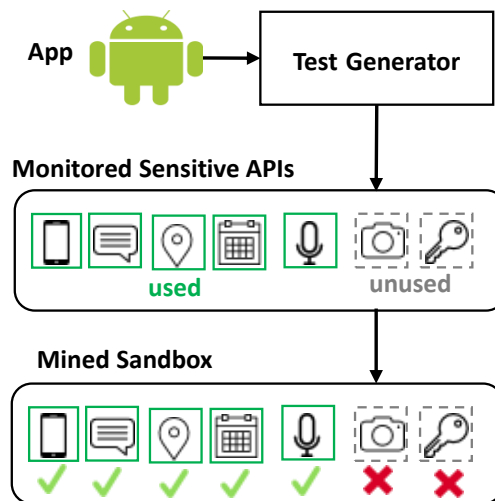 App
Test Generator
Monitored Sensitive APIs
used
unused
Mined Sandbox